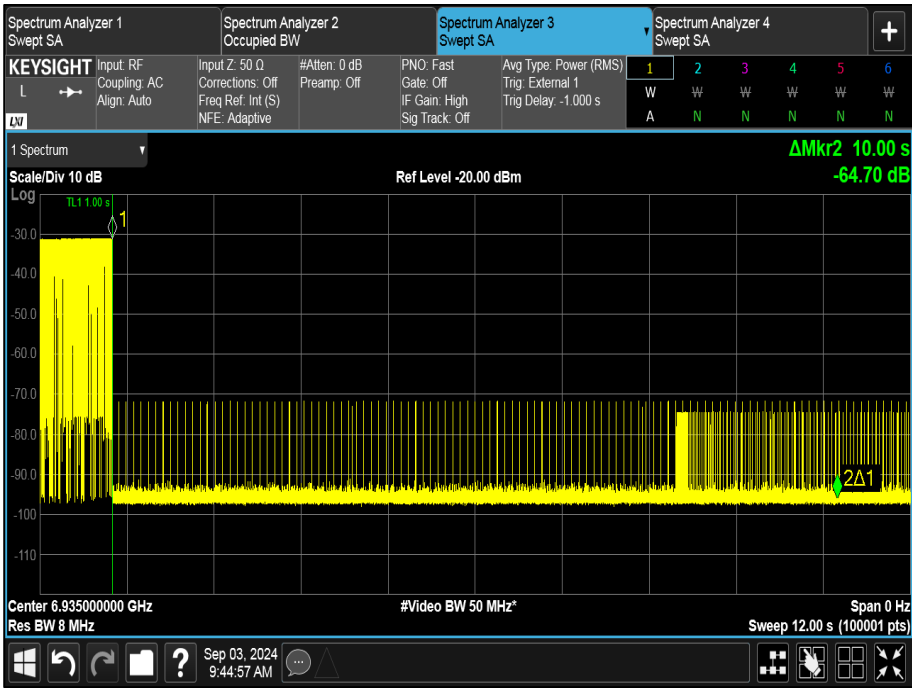 Spectrum Analyzer 1
Swept SA
Spectrum Analyzer 2
Occupied BW
Spectrum Analyzer 3
Swept SA
Spectrum Analyzer 4
Swept SA
KEYSIGHT
L
LXI
Input: RF
Coupling: AC
Align: Auto
Input Z: 50 Ω
Corrections: Off
Freq Ref: Int (S)
NFE: Adaptive
#Atten: 0 dB
Preamp: Off
PNO: Fast
Gate: Off
IF Gain: High
Sig Track: Off
Avg Type: Power (RMS)
Trig: External 1
Trig Delay: -1.000 s
1 2 3 4 5 6
W W W W W W
A N N N N N
1 Spectrum
ΔMkr2 10.00 s
Scale/Div 10 dB
Ref Level -20.00 dBm
-64.70 dB
Log
TL1 1.00 s
1
-30.0
-40.0
-50.0
-60.0
-70.0
-80.0
-90.0
2Δ1
-100
-110
Center 6.935000000 GHz
#Video BW 50 MHz*
Span 0 Hz
Res BW 8 MHz
Sweep 12.00 s (100001 pts)
Sep 03, 2024
9:44:57 AM